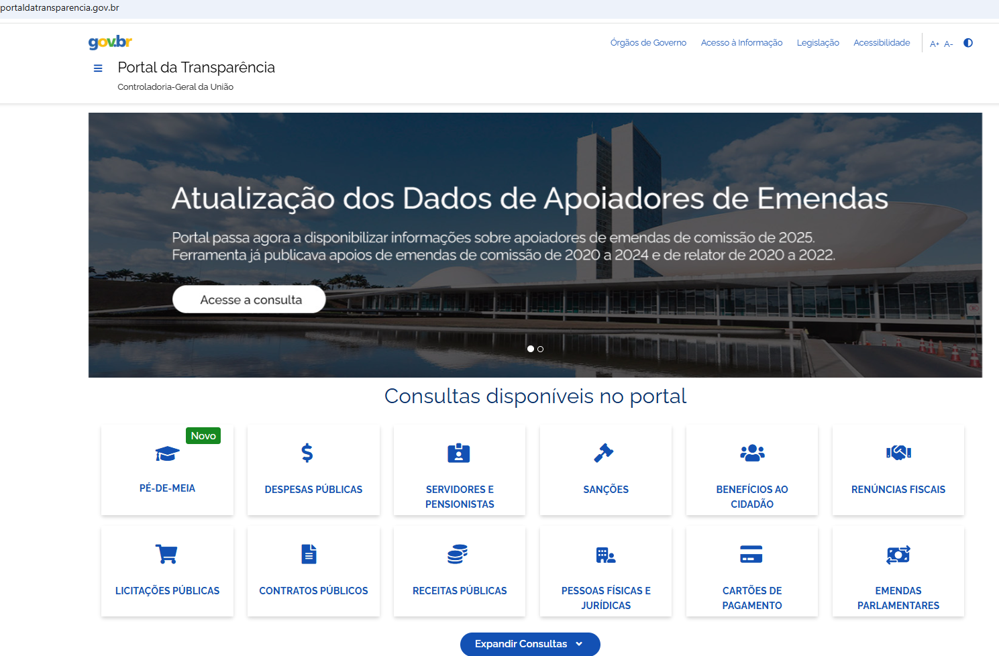 portaldatransparencia.gov.br
gov.br
Órgãos de Governo Acesso à Informação Legislação Acessibilidade A+ A-
Portal da Transparência
Controladoria-Geral da União
Atualização dos Dados de Apoiadores de Emendas
Portal passa agora a disponibilizar informações sobre apoiadores de emendas de comissão de 2025.
Ferramenta já publicava apoios de emendas de comissão de 2020 a 2024 e de relator de 2020 a 2022.
Acesse a consulta
Consultas disponíveis no portal
Novo
PÉ-DE-MEIA
DESPESAS PÚBLICAS
SERVIDORES E
PENSIONISTAS
SANÇÕES
BENEFÍCIOS AO
CIDADÃO
RENÚNCIAS FISCAIS
LICITAÇÕES PÚBLICAS
CONTRATOS PÚBLICOS
RECEITAS PÚBLICAS
PESSOAS FÍSICAS E
JURÍDICAS
CARTÕES DE
PAGAMENTO
EMENDAS
PARLAMENTARES
Expandir Consultas